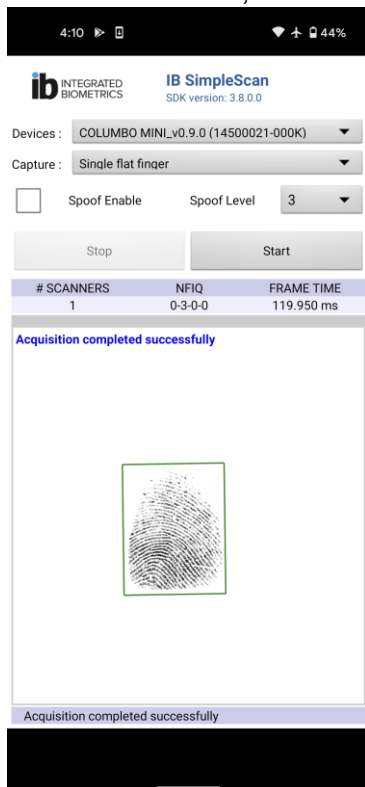 4:10 44%
ib INTEGRATED BIOMETRICS
IB SimpleScan
SDK version: 3.8.0.0
Devices : COLUMBO MINI_v0.9.0 (14500021-000K)
Capture : Single flat finger
Spoof Enable Spoof Level 3
Stop Start
# SCANNERS NFIQ FRAME TIME
1 0-3-0-0 119.950 ms
Acquisition completed successfully
Acquisition completed successfully